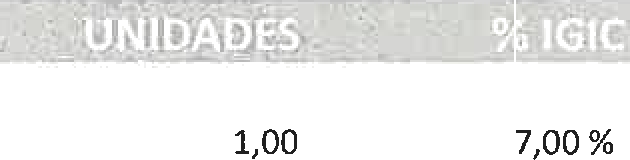 UNIDADES % IGIC
1,00 7,00 %